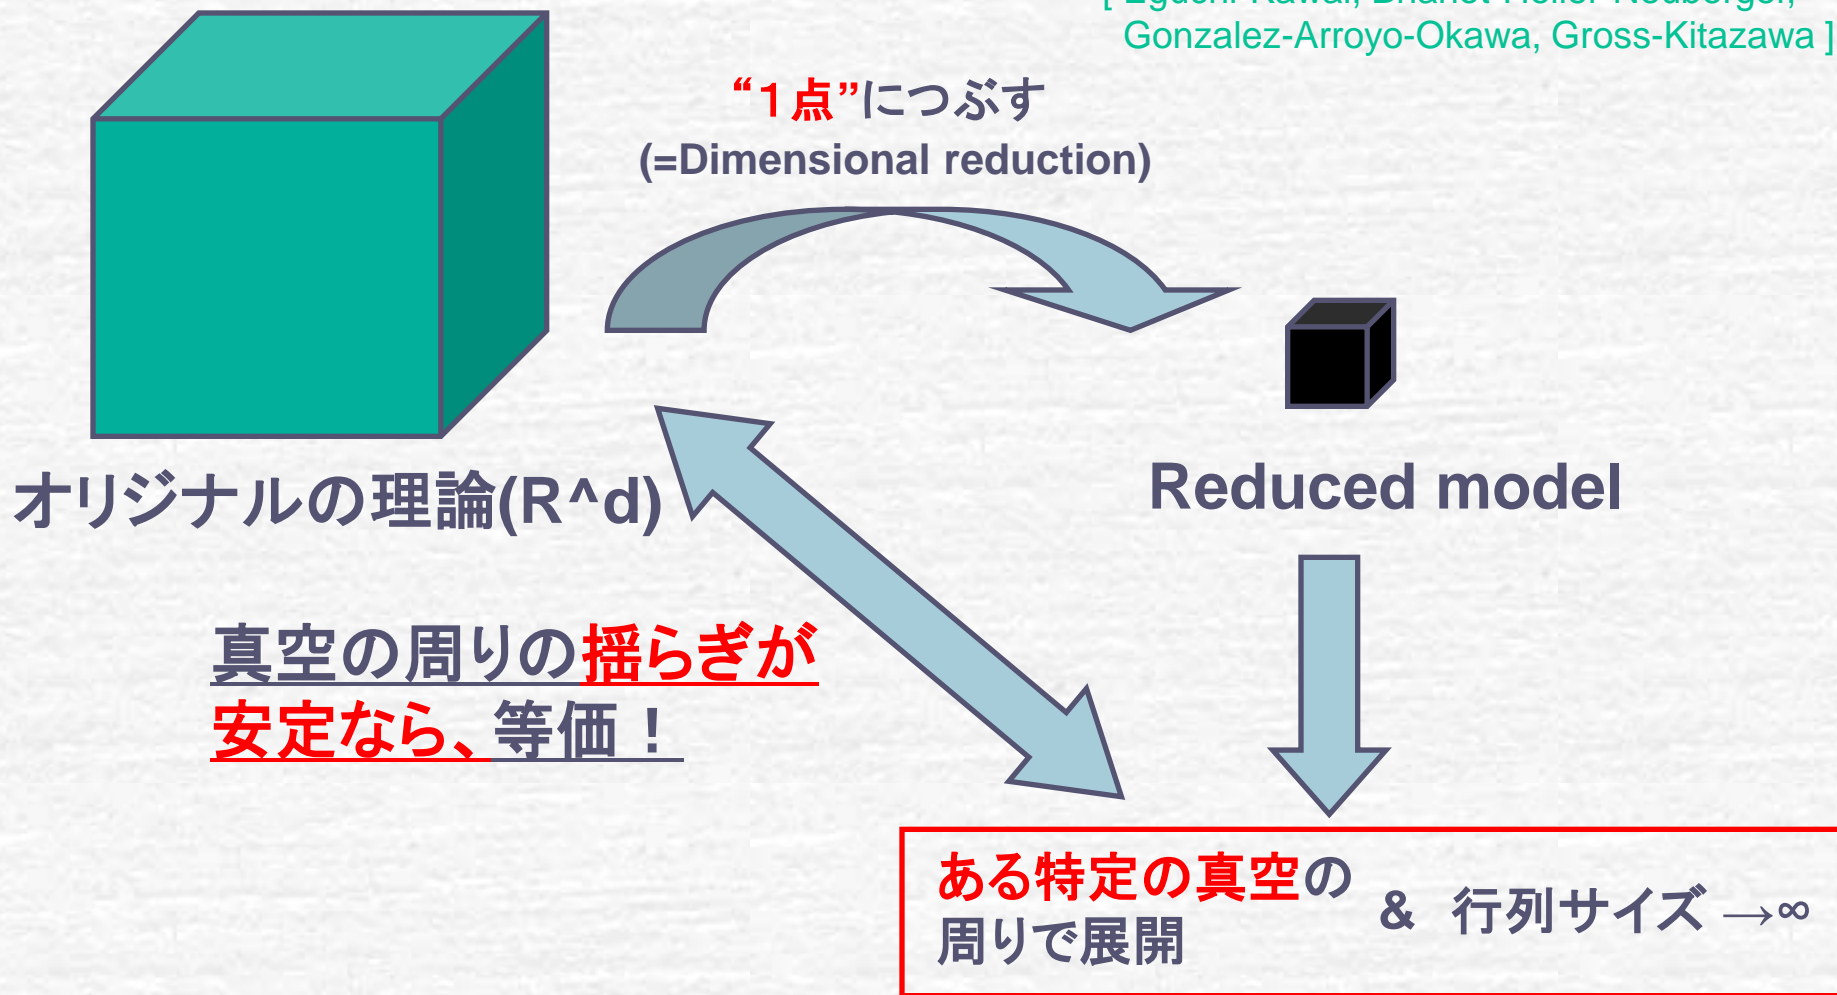 Gonzalez-Arroyo-Okawa, Gross-Kitazawa ]
“１点”につぶす
(=Dimensional reduction)
オリジナルの理論(R^d)
Reduced model
真空の周りの揺らぎが
安定なら、等価！
ある特定の真空の
周りで展開
& 行列サイズ →∞